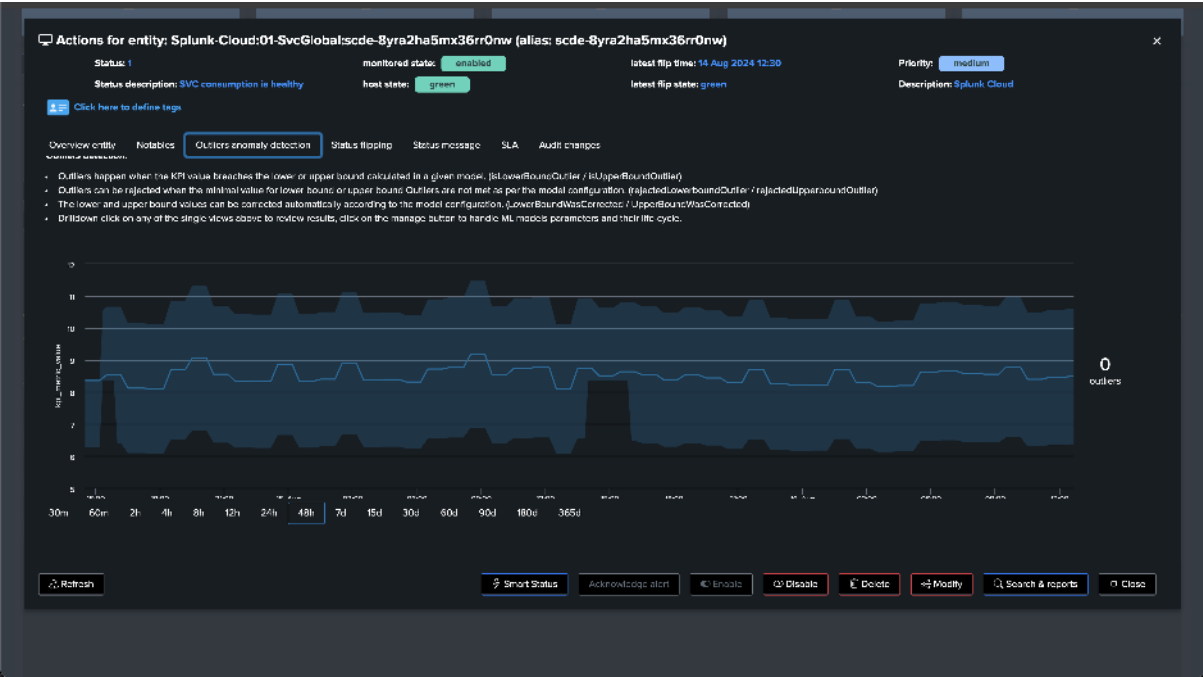 Actions for entity: Splunk-Cloud:01-SvcGlobal:scde-8yra2ha5mx36rr0nw (alias: scde-8yra2ha5mx36rr0nw)
Status: 1 monitored state: enabled latest flip time: 14 Aug 2024 12:30 Priority: medium
Status description: SVC consumption is healthy host state: green latest flip state: green Description: Splunk Cloud
Click here to define tags
Overview entity Notables Outliers anomaly detection Status flipping Status message SLA Audit changes
Outliers detection:
Outliers happen when the KPI value breaches the lower or upper bound calculated in a given model. (isLowerBoundOutlier / isUpperBoundOutlier)
Outliers can be rejected when the minimal value for lower bound or upper bound Outliers are not met as per the model configuration. (rejectedLowerboundOutlier / rejectedUpperboundOutlier)
The lower and upper bound values can be corrected automatically according to the model configuration. (LowerBoundWasCorrected / UpperBoundWasCorrected)
Drilldown click on any of the single views above to review results, click on the manage button to handle ML models parameters and their life cycle.
12
11
10
9
8
7
6
5
kpi_metric_value
0
outliers
30m 60m 2h 4h 8h 12h 24h 48h 7d 15d 30d 60d 90d 180d 365d
Refresh Smart Status Acknowledge alert Enable Disable Delete Modify Search & reports Close